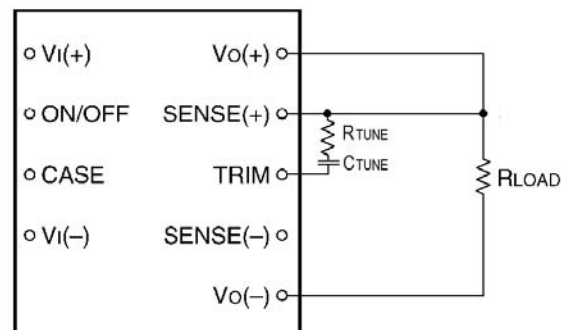 VI(+)
VO(+)
ON/OFF
SENSE(+)
RTUNE
CTUNE
CASE
TRIM
RLOAD
VI(–)
SENSE(–)
VO(–)